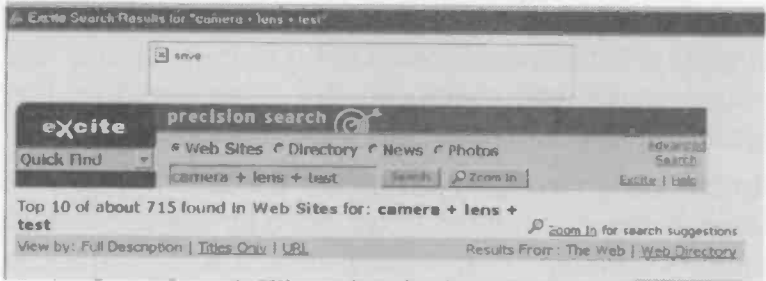 Excite Search Results for "camera + lens + test"
save
excite
precision search
Web Sites Directory News Photos
Advanced Search
Quick Find
camera + lens + test Search Zoom In
Excite | Help
Top 10 of about 715 found in Web Sites for: camera + lens +
test
Zoom In for search suggestions
View by: Full Description | Titles Only | URL
Results From: The Web | Web Directory